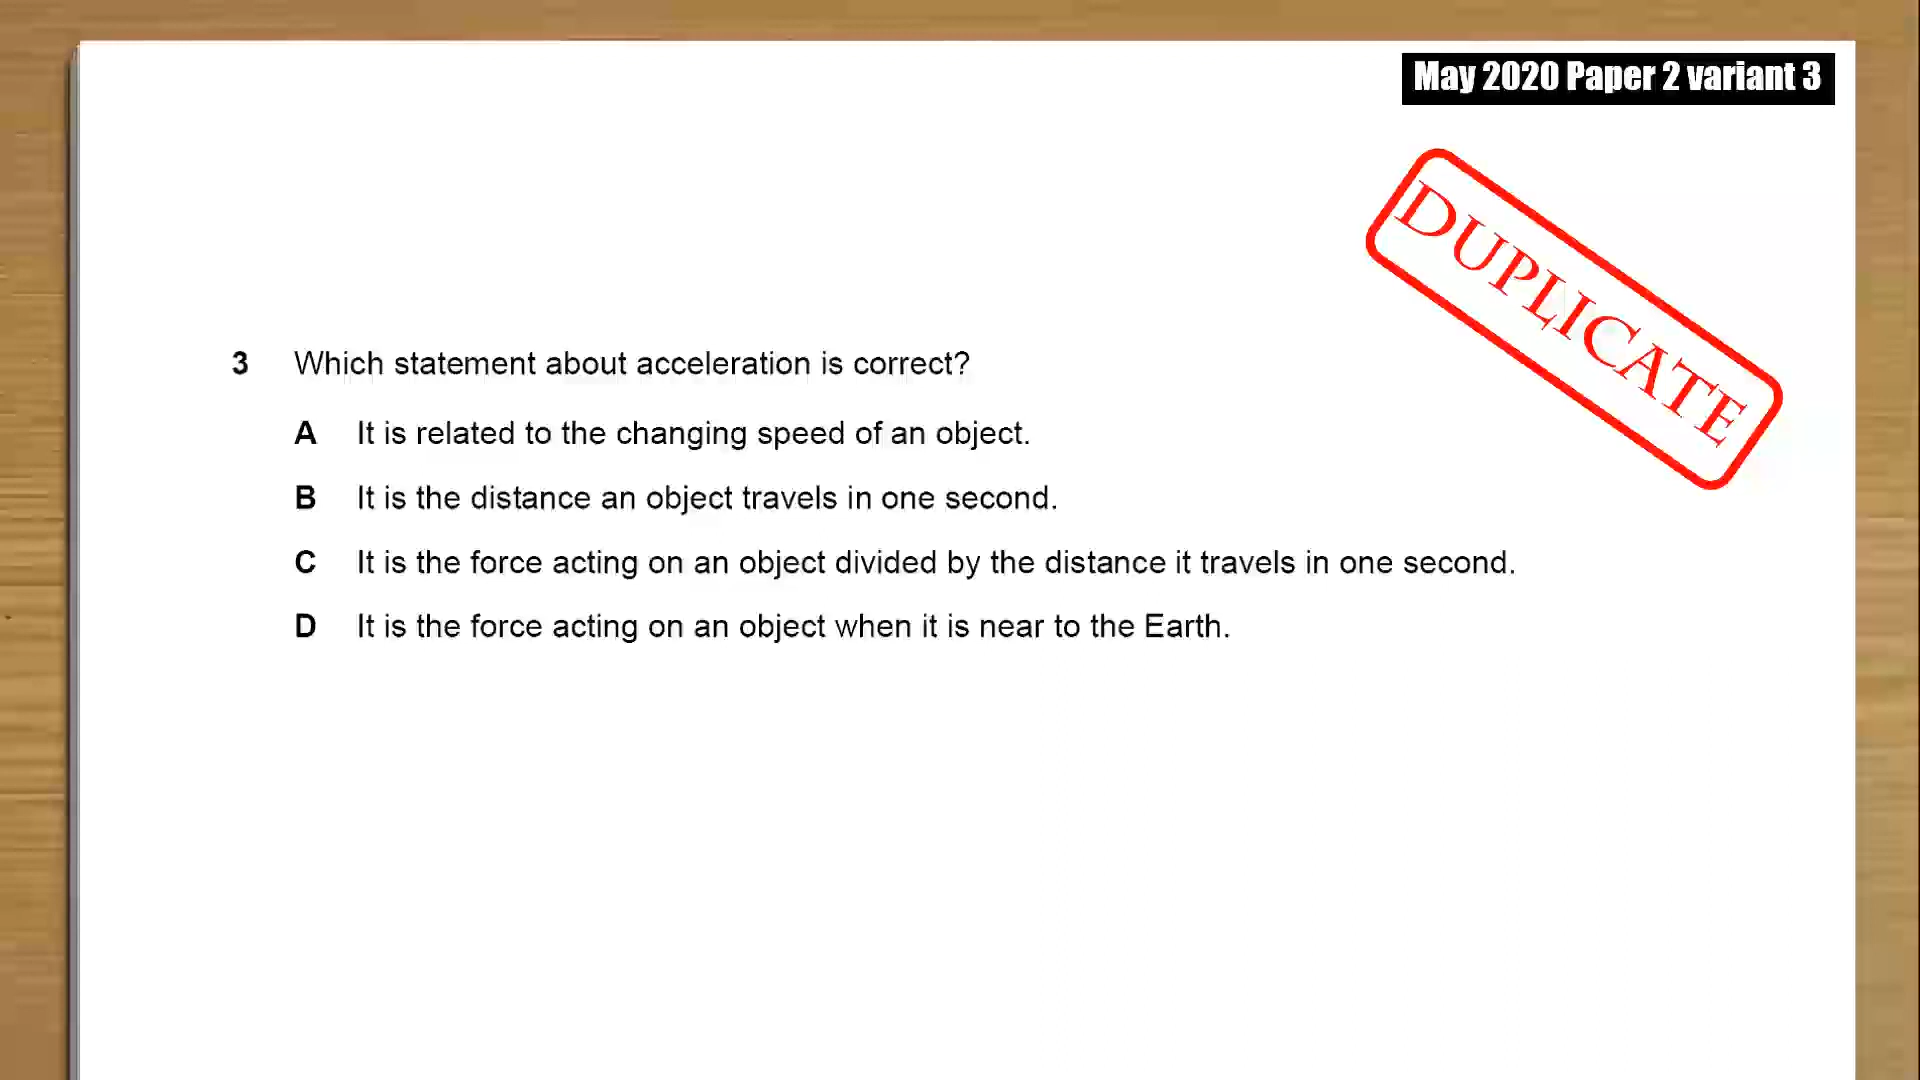 May 2020 Paper 2 variant 3
DUPLICATE
3 Which statement about acceleration is correct?
A It is related to the changing speed of an object.
B It is the distance an object travels in one second.
C It is the force acting on an object divided by the distance it travels in one second.
D It is the force acting on an object when it is near to the Earth.